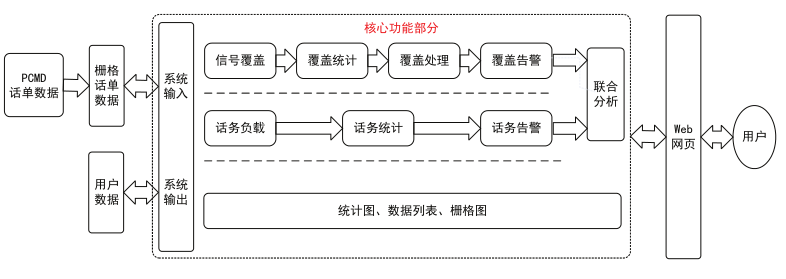 核心功能部分
PCMD
话单数据
栅格
话单
数据
用户
数据
系统
输入
系统
输出
信号覆盖
覆盖统计
覆盖处理
覆盖告警
话务负载
话务统计
话务告警
联合
分析
统计图、数据列表、栅格图
Web
网页
用户